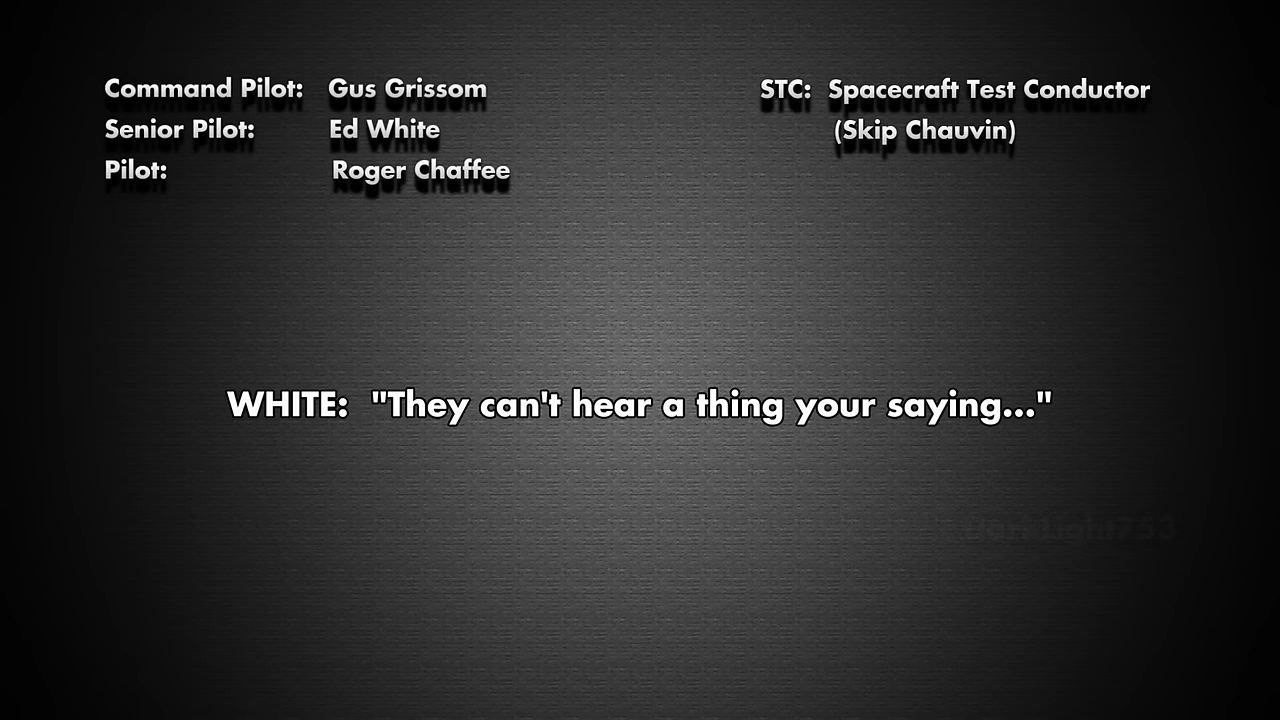 Command Pilot: Gus Grissom
Senior Pilot: Ed White
Pilot: Roger Chaffee
STC: Spacecraft Test Conductor
(Skip Chauvin)
WHITE: "They can't hear a thing your saying..."
DarkLight753